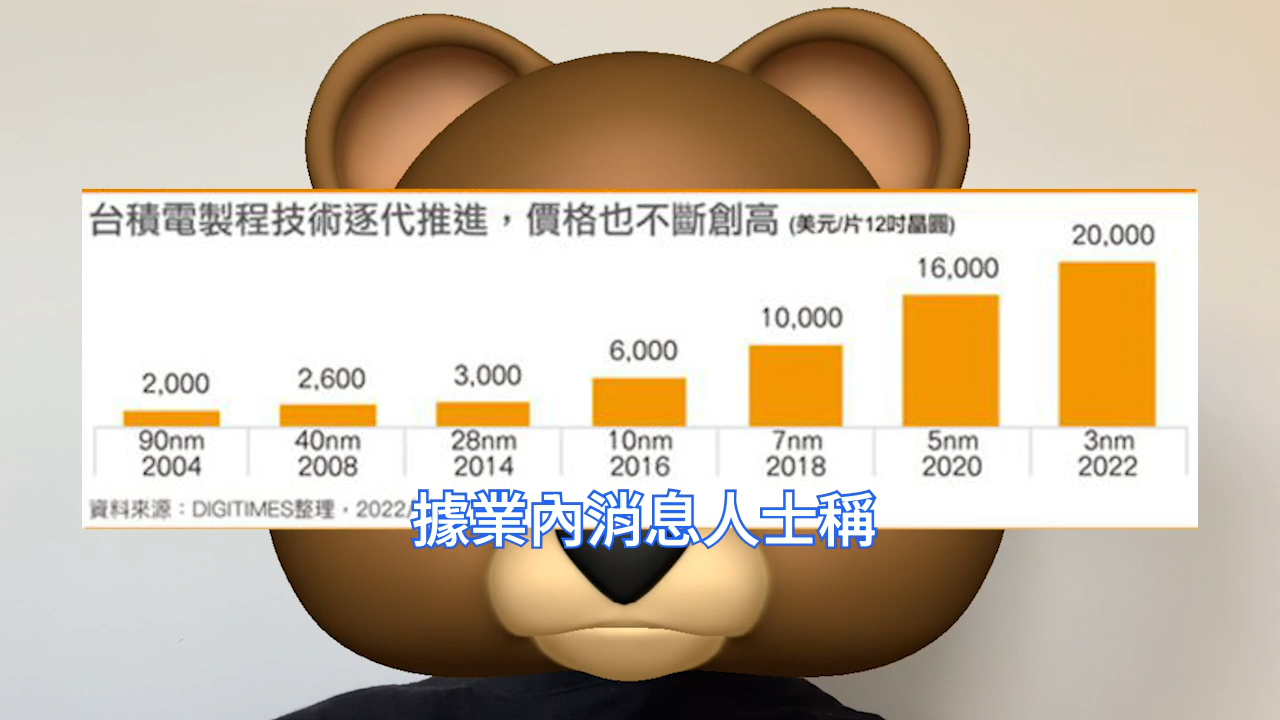 台積電製程技術逐代推進，價格也不斷創高 (美元/片12吋晶圓)
2,000 2,600 3,000 6,000 10,000 16,000 20,000
90nm 40nm 28nm 10nm 7nm 5nm 3nm
2004 2008 2014 2016 2018 2020 2022
資料來源：DIGITIMES整理，2022
據業內消息人士稱